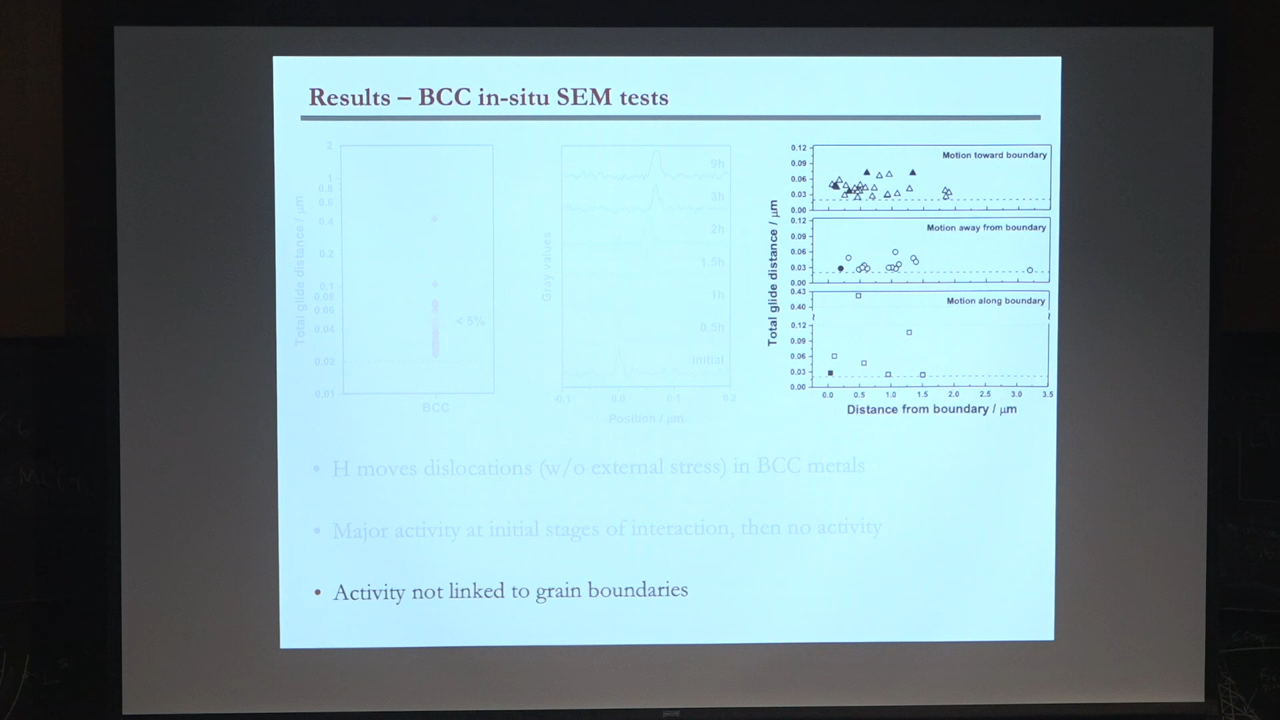 Results – BCC in-situ SEM tests
Total glide distance / μm
2
1
0.8
0.6
0.4
0.2
0.1
0.08
0.06
0.04
0.02
0.01
< 5%
BCC
Gray values
9h
3h
2h
1.5h
1h
0.5h
initial
-0.1
0.0
0.1
0.2
Position / μm
Total glide distance / μm
Motion toward boundary
0.12
0.09
0.06
0.03
0.00
Motion away from boundary
0.12
0.09
0.06
0.03
0.00
Motion along boundary
0.43
0.40
0.12
0.09
0.06
0.03
0.00
0.0 0.5 1.0 1.5 2.0 2.5 3.0 3.5
Distance from boundary / μm
• H moves dislocations (w/o external stress) in BCC metals
• Major activity at initial stages of interaction, then no activity
• Activity not linked to grain boundaries